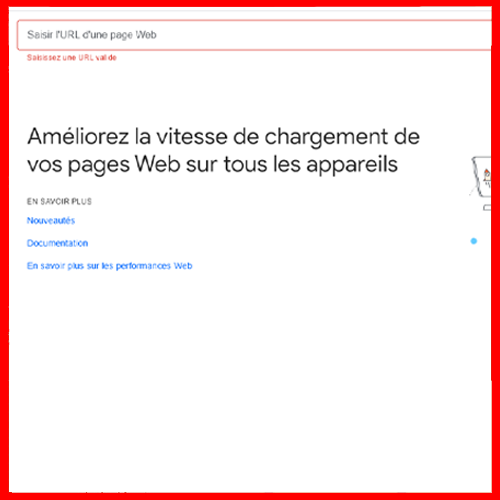 Saisir l'URL d'une page Web
Saisissez une URL valide
Améliorez la vitesse de chargement de
vos pages Web sur tous les appareils
EN SAVOIR PLUS
Nouveautés
Documentation
En savoir plus sur les performances Web